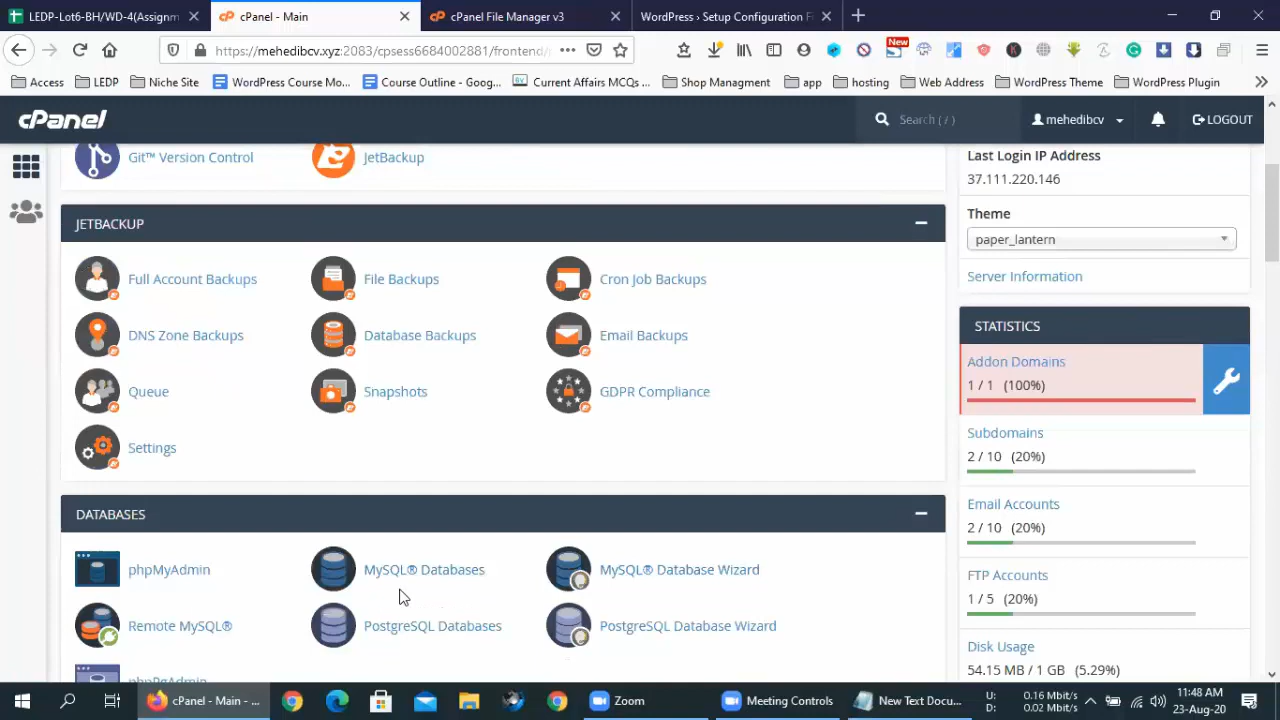 LEDP-Lot6-BH/WD-4(Assignm
cPanel - Main
cPanel File Manager v3
WordPress › Setup Configuration F
https://mehedibcv.xyz:2083/cpsess6684002881/frontend/
New
Access
LEDP
Niche Site
WordPress Course Mo...
Course Outline - Goog...
Current Affairs MCQs ...
Shop Managment
app
hosting
Web Address
WordPress Theme
WordPress Plugin
cPanel
Search ( / )
mehedibcv
LOGOUT
Git™ Version Control
JetBackup
Last Login IP Address
37.111.220.146
Theme
paper_lantern
Server Information
JETBACKUP
Full Account Backups
File Backups
Cron Job Backups
DNS Zone Backups
Database Backups
Email Backups
Queue
Snapshots
GDPR Compliance
Settings
STATISTICS
Addon Domains
1 / 1 (100%)
Subdomains
2 / 10 (20%)
Email Accounts
2 / 10 (20%)
FTP Accounts
1 / 5 (20%)
Disk Usage
54.15 MB / 1 GB (5.29%)
DATABASES
phpMyAdmin
MySQL® Databases
MySQL® Database Wizard
Remote MySQL®
PostgreSQL Databases
PostgreSQL Database Wizard
phpPgAdmin
cPanel - Main - ...
Zoom
Meeting Controls
New Text Docu...
U: 0.16 Mbit/s
D: 0.02 Mbit/s
11:48 AM
23-Aug-20